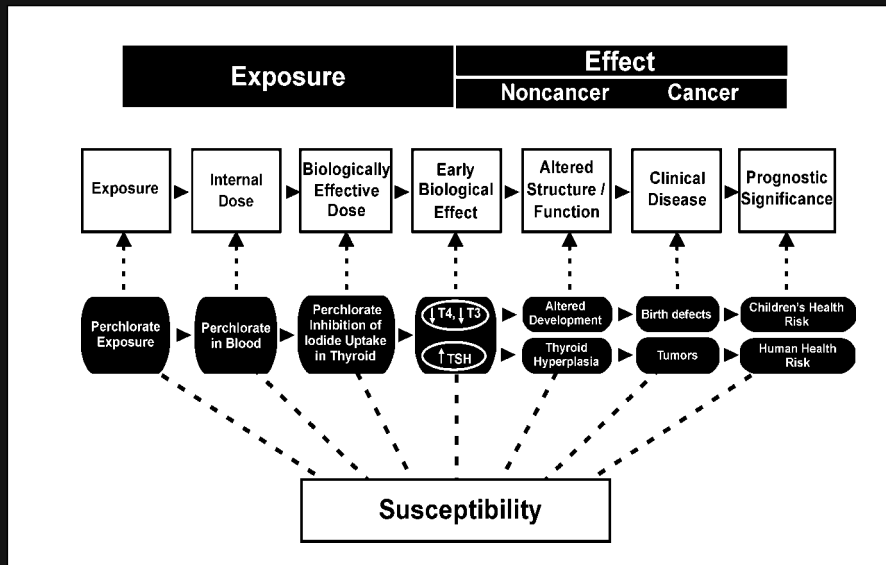 Exposure
Effect
Noncancer Cancer
Exposure
Internal
Dose
Biologically
Effective
Dose
Early
Biological
Effect
Altered
Structure /
Function
Clinical
Disease
Prognostic
Significance
Perchlorate
Exposure
Perchlorate
in Blood
Perchlorate
Inhibition of
Iodide Uptake
in Thyroid
↓T4, ↓T3
↑TSH
Altered
Development
Birth defects
Children's Health
Risk
Thyroid
Hyperplasia
Tumors
Human Health
Risk
Susceptibility